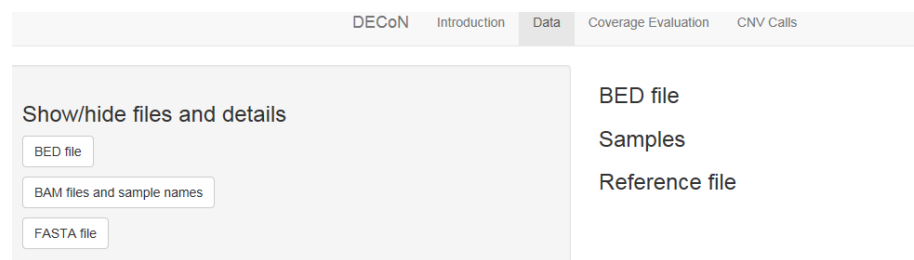 DECoN Introduction Data Coverage Evaluation CNV Calls
Show/hide files and details
BED file
BAM files and sample names
FASTA file
BED file
Samples
Reference file